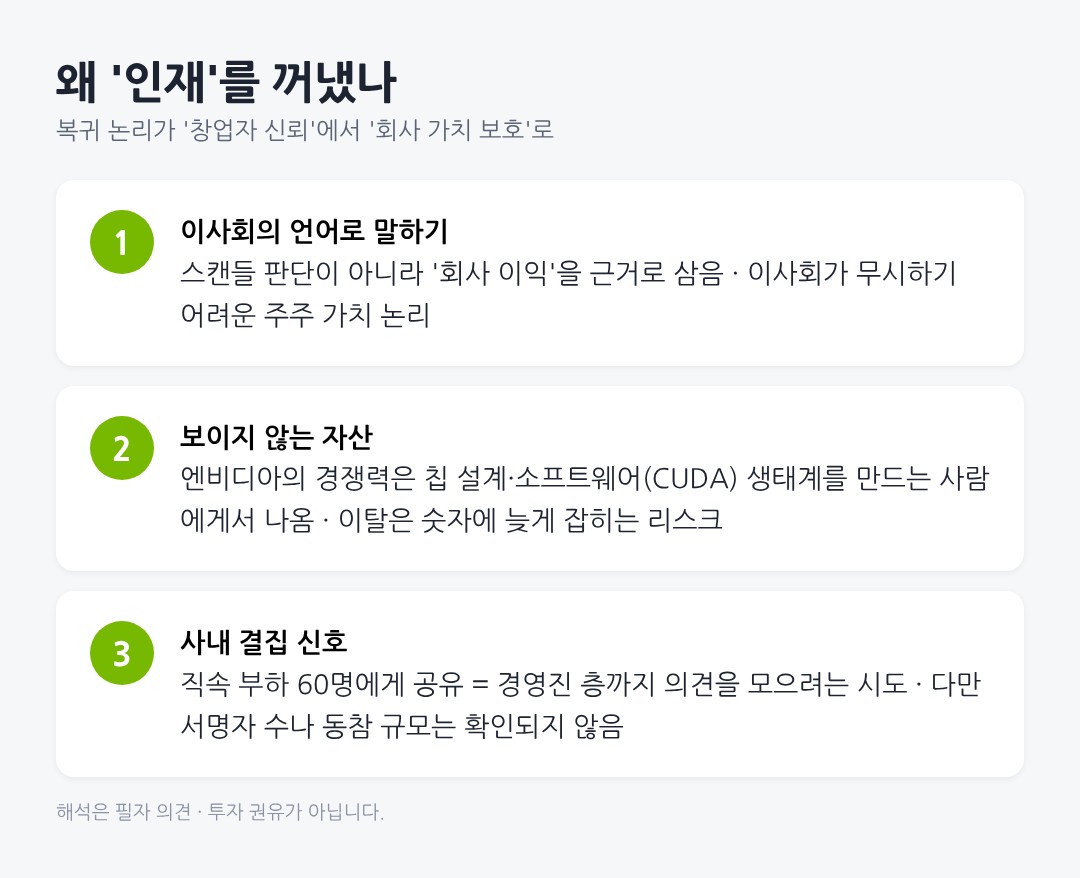 왜 '인재'를 꺼냈나
복귀 논리가 '창업자 신뢰'에서 '회사 가치 보호'로
1
이사회의 언어로 말하기
스캔들 판단이 아니라 '회사 이익'을 근거로 삼음 · 이사회가 무시하기
어려운 주주 가치 논리
2
보이지 않는 자산
엔비디아의 경쟁력은 칩 설계·소프트웨어(CUDA) 생태계를 만드는 사람
에게서 나옴 · 이탈은 숫자에 늦게 잡히는 리스크
3
사내 결집 신호
직속 부하 60명에게 공유 = 경영진 층까지 의견을 모으려는 시도 · 다만
서명자 수나 동참 규모는 확인되지 않음
해석은 필자 의견 · 투자 권유가 아닙니다.